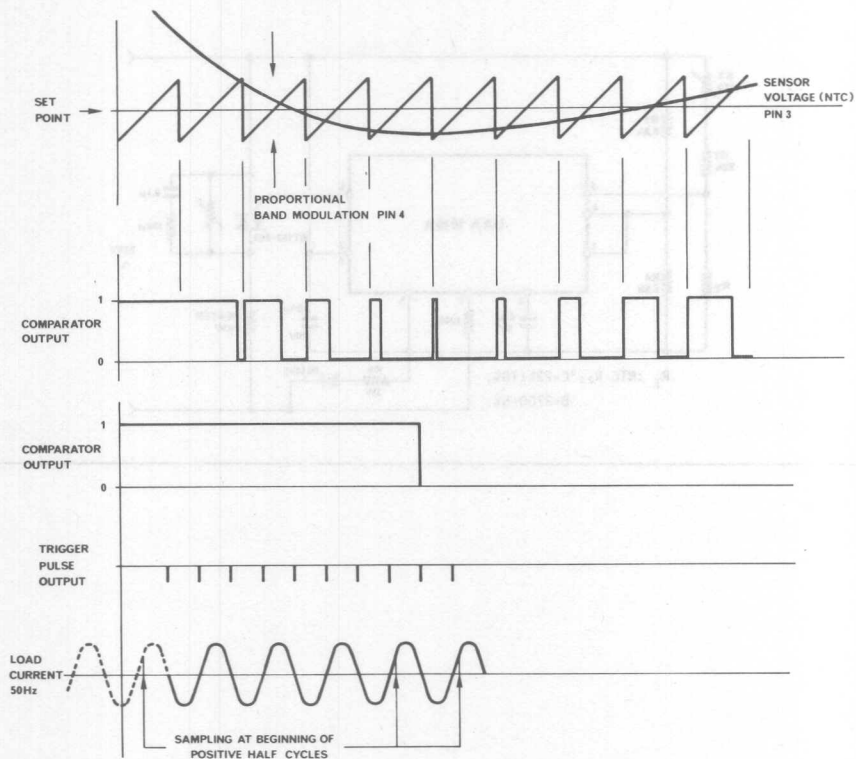 SENSOR
VOLTAGE (NTC)
PIN 3
SET
POINT
PROPORTIONAL
BAND MODULATION PIN 4
1
COMPARATOR
OUTPUT
0
1
COMPARATOR
OUTPUT
0
TRIGGER
PULSE
OUTPUT
LOAD
CURRENT
50Hz
SAMPLING AT BEGINNING OF
POSITIVE HALF CYCLES